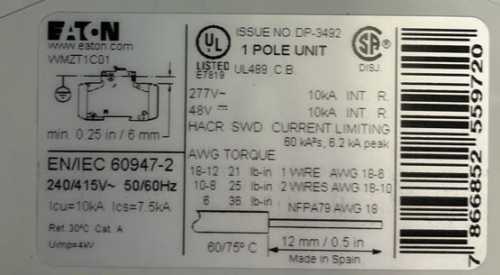 EATON
www.eaton.com
WMZT1C01
min. 0.25 in / 6 mm
EN/IEC 60947-2
240/415V~ 50/60Hz
Icu=10kA Ics=7.5kA
Ref. 30°C Cat. A
Uimp=4kV
UL
LISTED
E7819
ISSUE NO. DP-3492
1 POLE UNIT
UL489, C.B.
SA
DISJ.
277V~ 10kA INT. R.
48V 10kA INT. R.
HACR SWD CURRENT LIMITING
60 kA²s, 6.2 kA peak
AWG TORQUE
18-12 21 lb-in 1 WIRE AWG 18-6
10-8 25 lb-in 2 WIRES AWG 18-10
6 36 lb-in NFPA79 AWG 18
60/75° C 12 mm / 0.5 in
Made in Spain
7 866852 559720